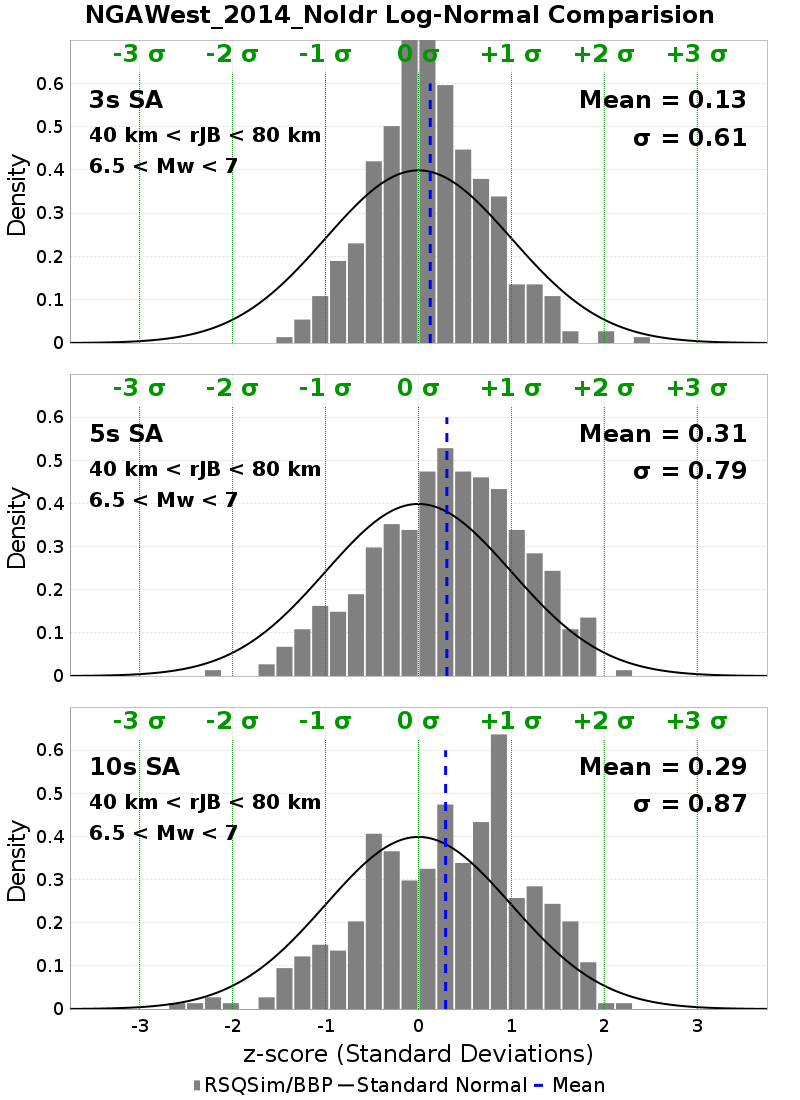 NGAWest_2014_NoIdr Log-Normal Comparision
-3 σ -2 σ -1 σ 0 σ +1 σ +2 σ +3 σ
3s SA
Mean = 0.13
40 km < rJB < 80 km
σ = 0.61
6.5 < Mw < 7
Density
0.6
0.5
0.4
0.3
0.2
0.1
0
-3 σ -2 σ -1 σ 0 σ +1 σ +2 σ +3 σ
5s SA
Mean = 0.31
40 km < rJB < 80 km
σ = 0.79
6.5 < Mw < 7
Density
0.6
0.5
0.4
0.3
0.2
0.1
0
-3 σ -2 σ -1 σ 0 σ +1 σ +2 σ +3 σ
10s SA
Mean = 0.29
40 km < rJB < 80 km
σ = 0.87
6.5 < Mw < 7
Density
0.6
0.5
0.4
0.3
0.2
0.1
0
-3 -2 -1 0 1 2 3
z-score (Standard Deviations)
RSQSim/BBP Standard Normal Mean